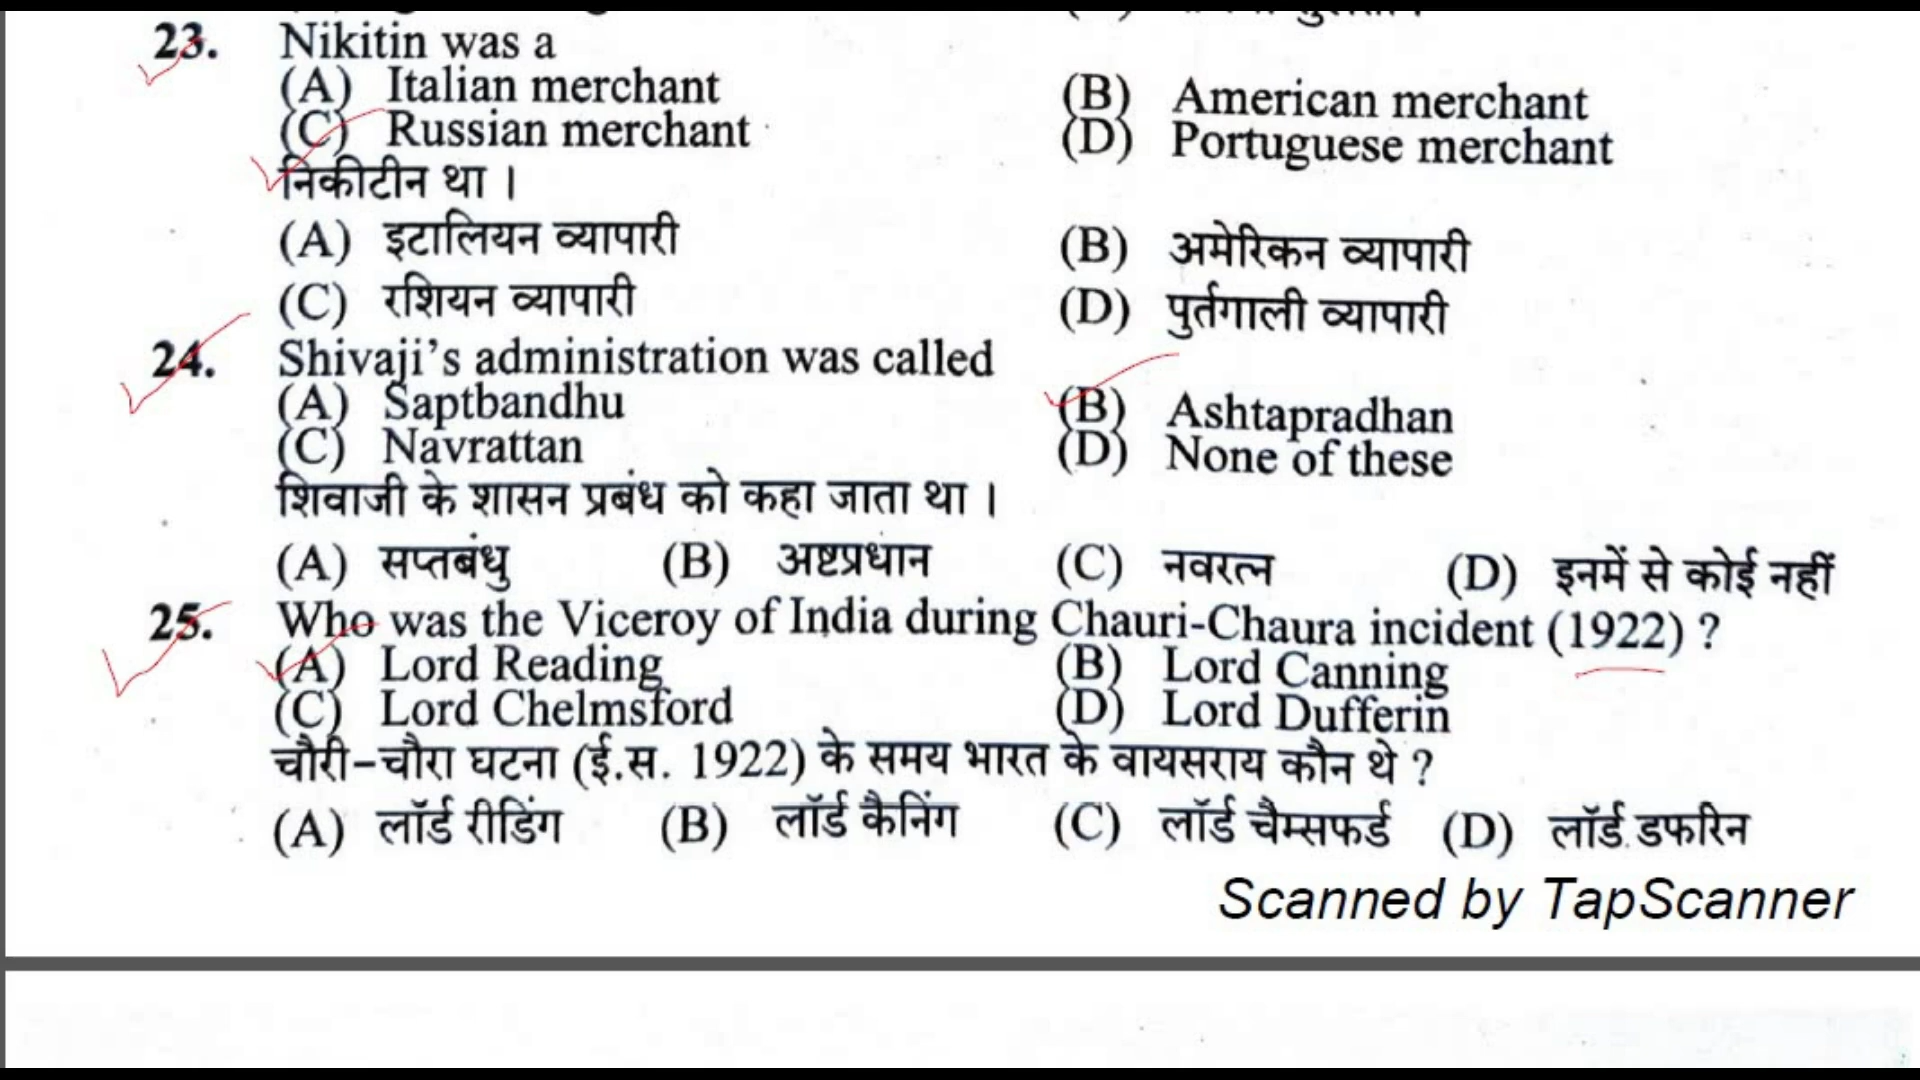 23. Nikitin was a
(A) Italian merchant (B) American merchant
(C) Russian merchant (D) Portuguese merchant
निकीटीन था ।
(A) इटालियन व्यापारी (B) अमेरिकन व्यापारी
(C) रशियन व्यापारी (D) पुर्तगाली व्यापारी
24. Shivaji's administration was called
(A) Saptbandhu (B) Ashtapradhan
(C) Navrattan (D) None of these
शिवाजी के शासन प्रबंध को कहा जाता था ।
(A) सप्तबंधु (B) अष्टप्रधान (C) नवरत्न (D) इनमें से कोई नहीं
25. Who was the Viceroy of India during Chauri-Chaura incident (1922) ?
(A) Lord Reading (B) Lord Canning
(C) Lord Chelmsford (D) Lord Dufferin
चौरी-चौरा घटना (ई.स. 1922) के समय भारत के वायसराय कौन थे ?
(A) लॉर्ड रीडिंग (B) लॉर्ड कैनिंग (C) लॉर्ड चैम्सफर्ड (D) लॉर्ड डफरिन
Scanned by TapScanner